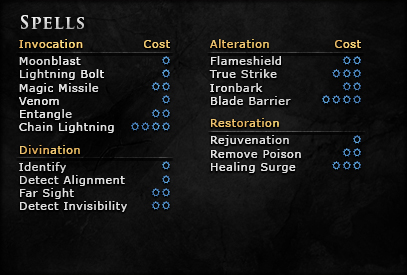 Spells
Invocation Cost
Moonblast
Lightning Bolt
Magic Missile
Venom
Entangle
Chain Lightning
Divination
Identify
Detect Alignment
Far Sight
Detect Invisibility
Alteration Cost
Flameshield
True Strike
Ironbark
Blade Barrier
Restoration
Rejuvenation
Remove Poison
Healing Surge